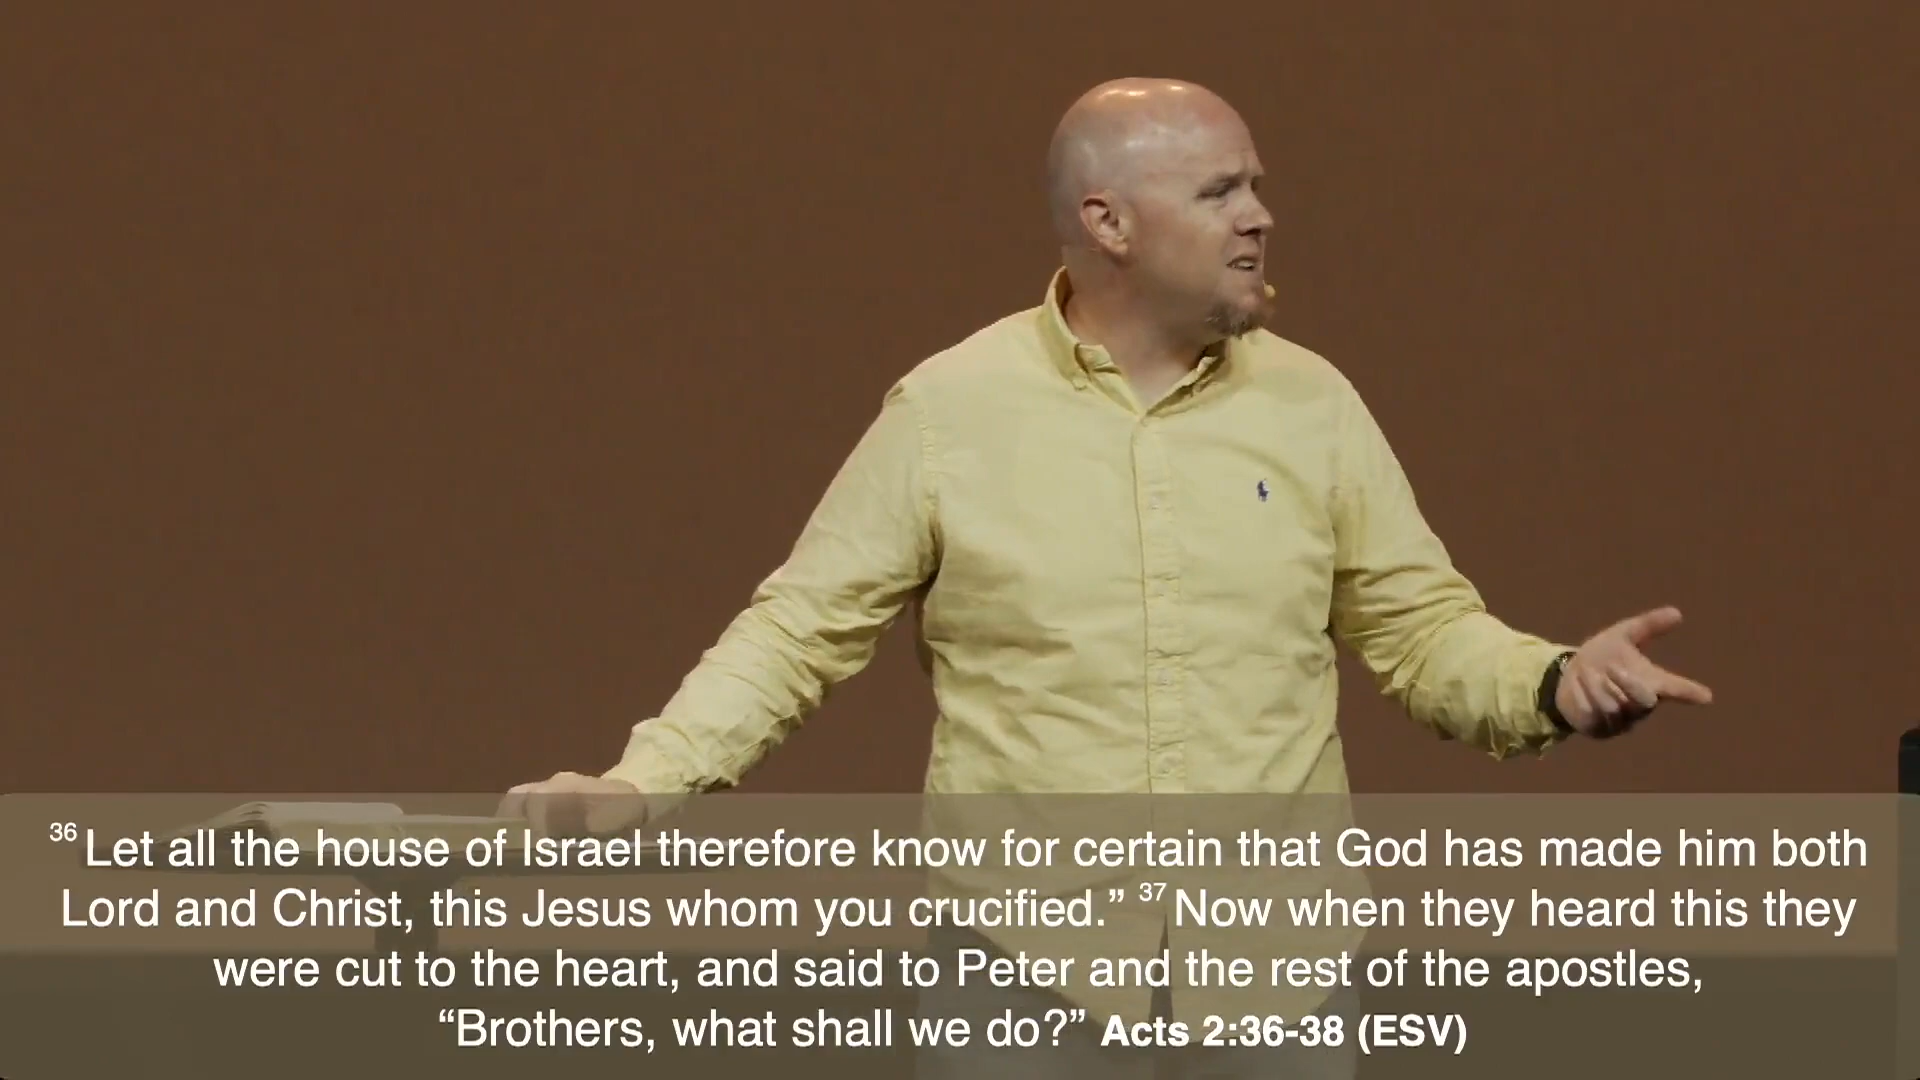 36 Let all the house of Israel therefore know for certain that God has made him both
Lord and Christ, this Jesus whom you crucified.” 37 Now when they heard this they
were cut to the heart, and said to Peter and the rest of the apostles,
“Brothers, what shall we do?” Acts 2:36-38 (ESV)